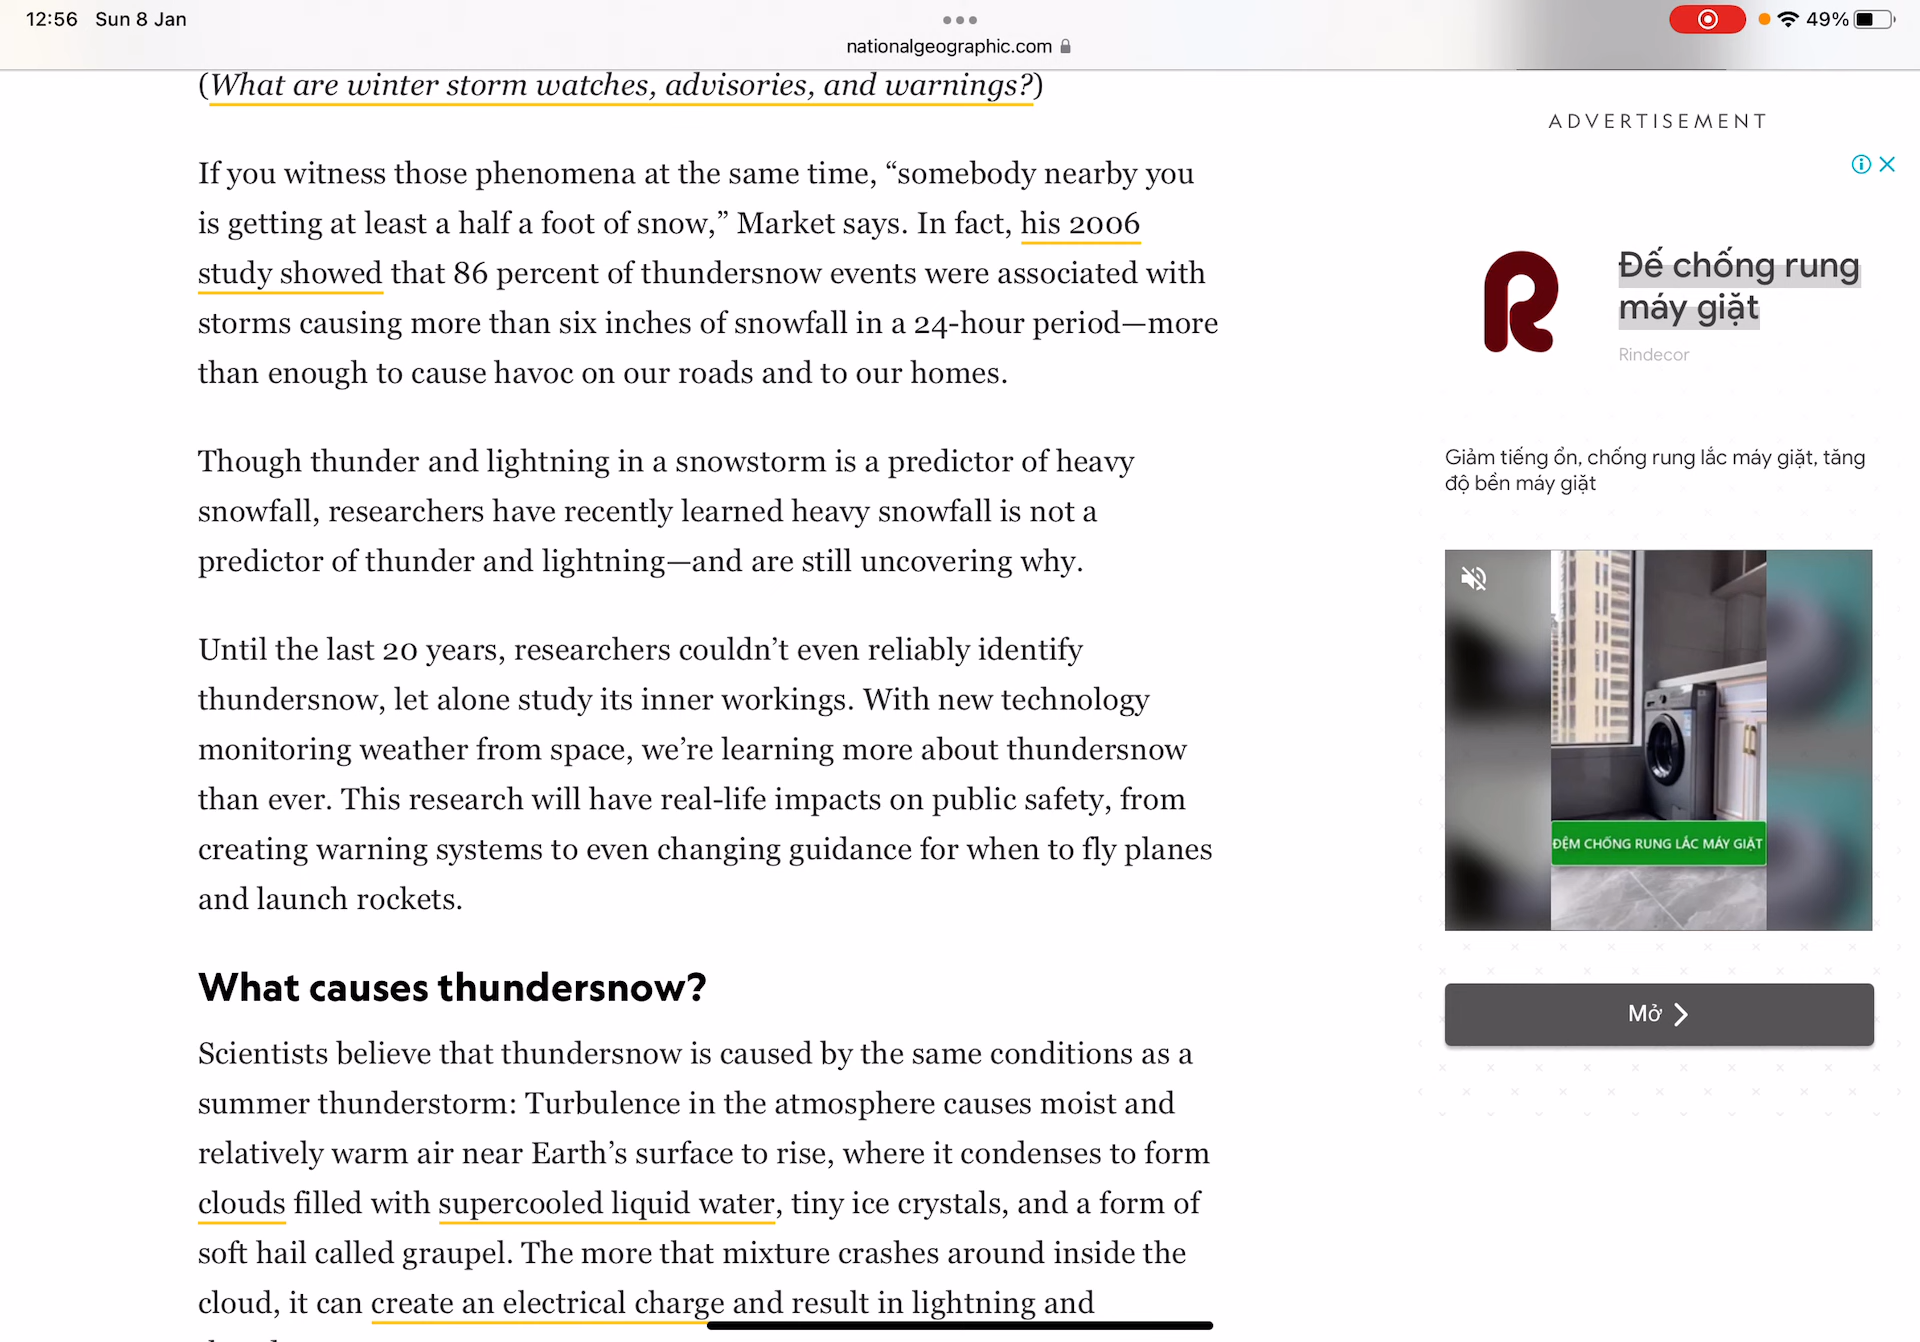 12:56 Sun 8 Jan
49%
nationalgeographic.com
(What are winter storm watches, advisories, and warnings?)
If you witness those phenomena at the same time, “somebody nearby you
is getting at least a half a foot of snow,” Market says. In fact, his 2006
study showed that 86 percent of thundersnow events were associated with
storms causing more than six inches of snowfall in a 24-hour period—more
than enough to cause havoc on our roads and to our homes.
Though thunder and lightning in a snowstorm is a predictor of heavy
snowfall, researchers have recently learned heavy snowfall is not a
predictor of thunder and lightning—and are still uncovering why.
Until the last 20 years, researchers couldn’t even reliably identify
thundersnow, let alone study its inner workings. With new technology
monitoring weather from space, we’re learning more about thundersnow
than ever. This research will have real-life impacts on public safety, from
creating warning systems to even changing guidance for when to fly planes
and launch rockets.
What causes thundersnow?
Scientists believe that thundersnow is caused by the same conditions as a
summer thunderstorm: Turbulence in the atmosphere causes moist and
relatively warm air near Earth’s surface to rise, where it condenses to form
clouds filled with supercooled liquid water, tiny ice crystals, and a form of
soft hail called graupel. The more that mixture crashes around inside the
cloud, it can create an electrical charge and result in lightning and
ADVERTISEMENT
R
Đế chống rung
máy giặt
Rindecor
Giảm tiếng ồn, chống rung lắc máy giặt, tăng
độ bền máy giặt
ĐỆM CHỐNG RUNG LẮC MÁY GIẶT
Mở